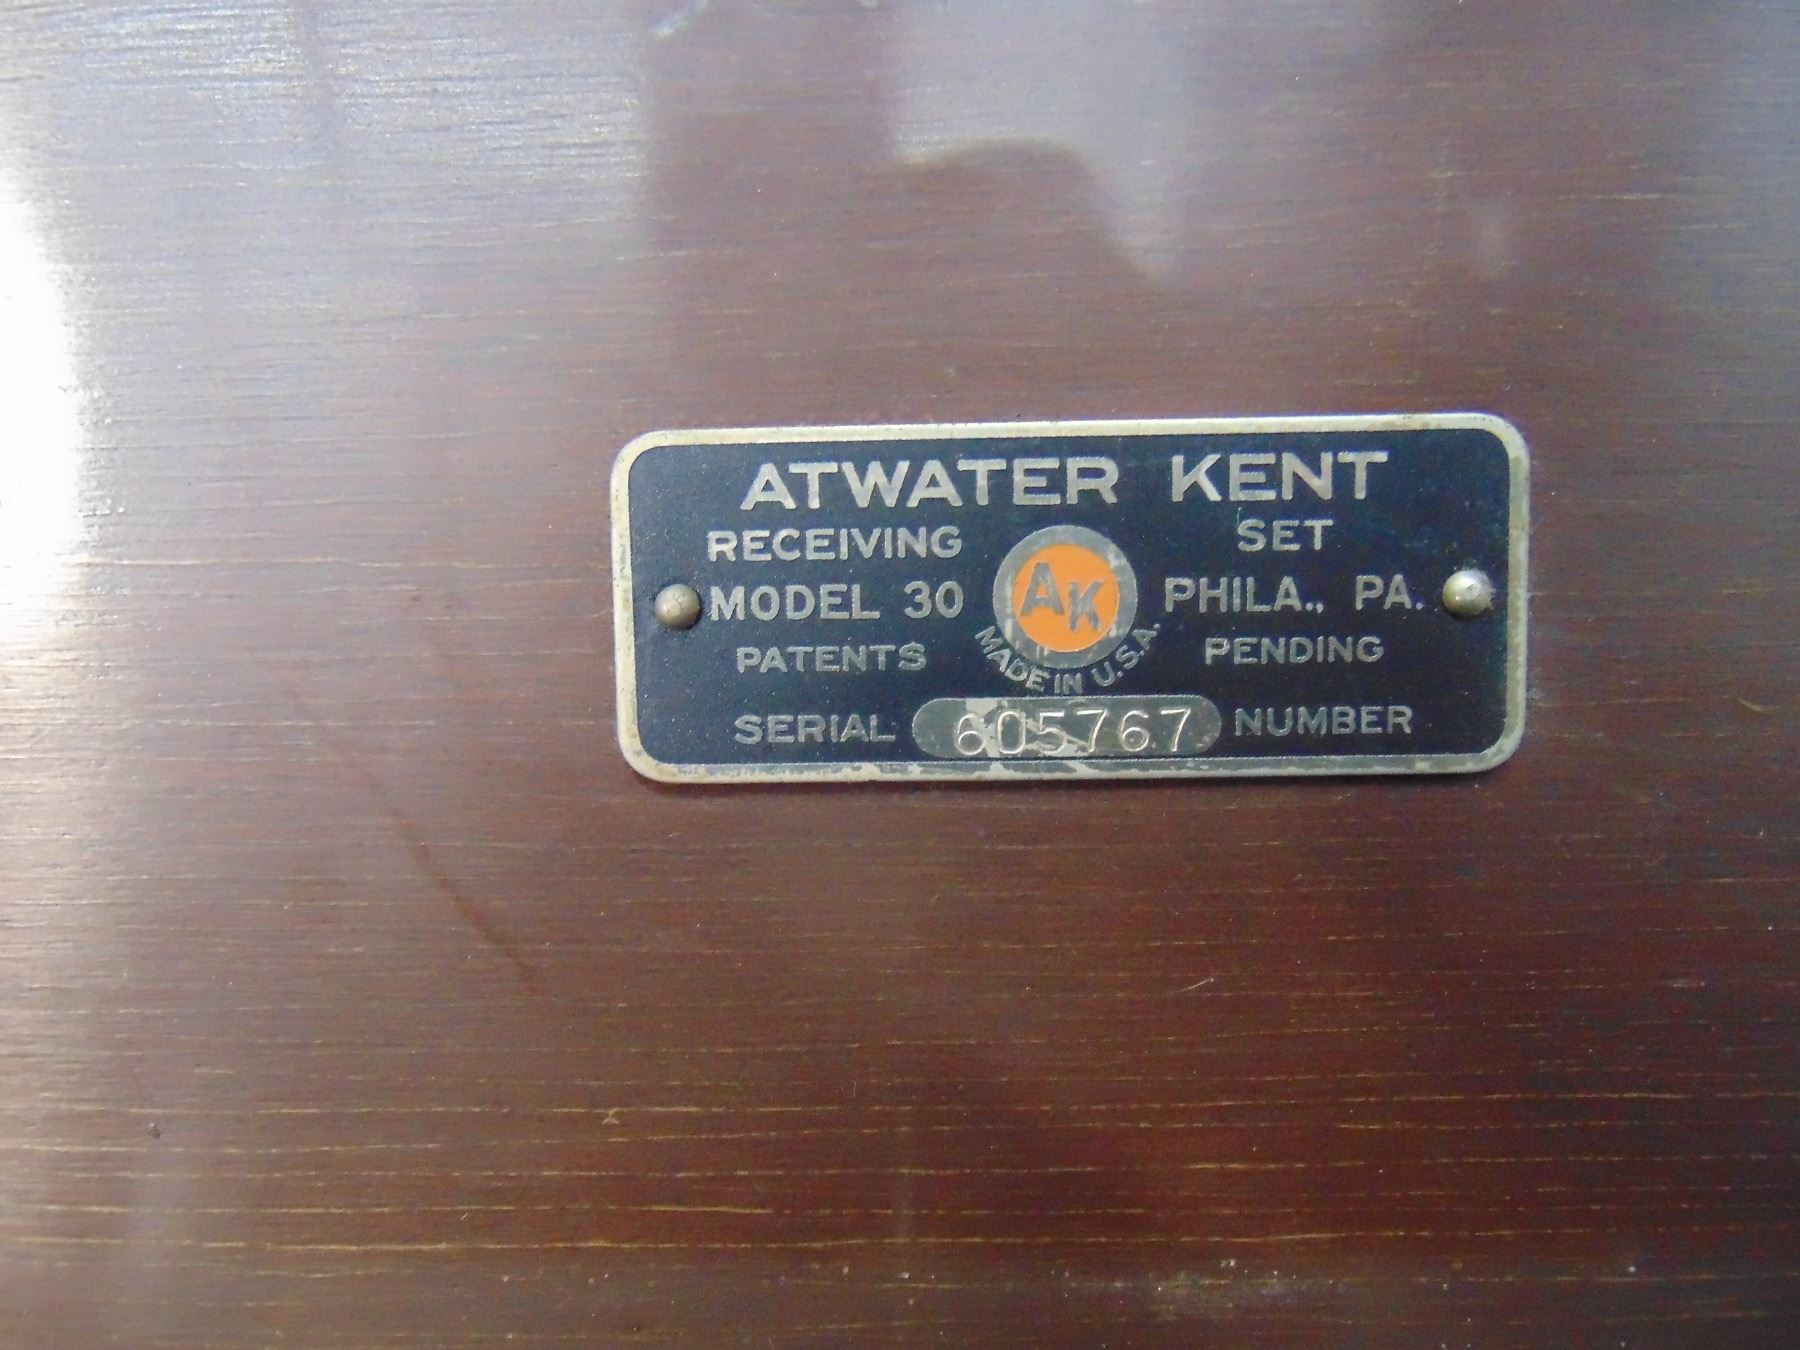 ATWATER KENT
RECEIVING SET
MODEL 30 AK PHILA., PA.
PATENTS MADE IN U.S.A. PENDING
SERIAL 605767 NUMBER